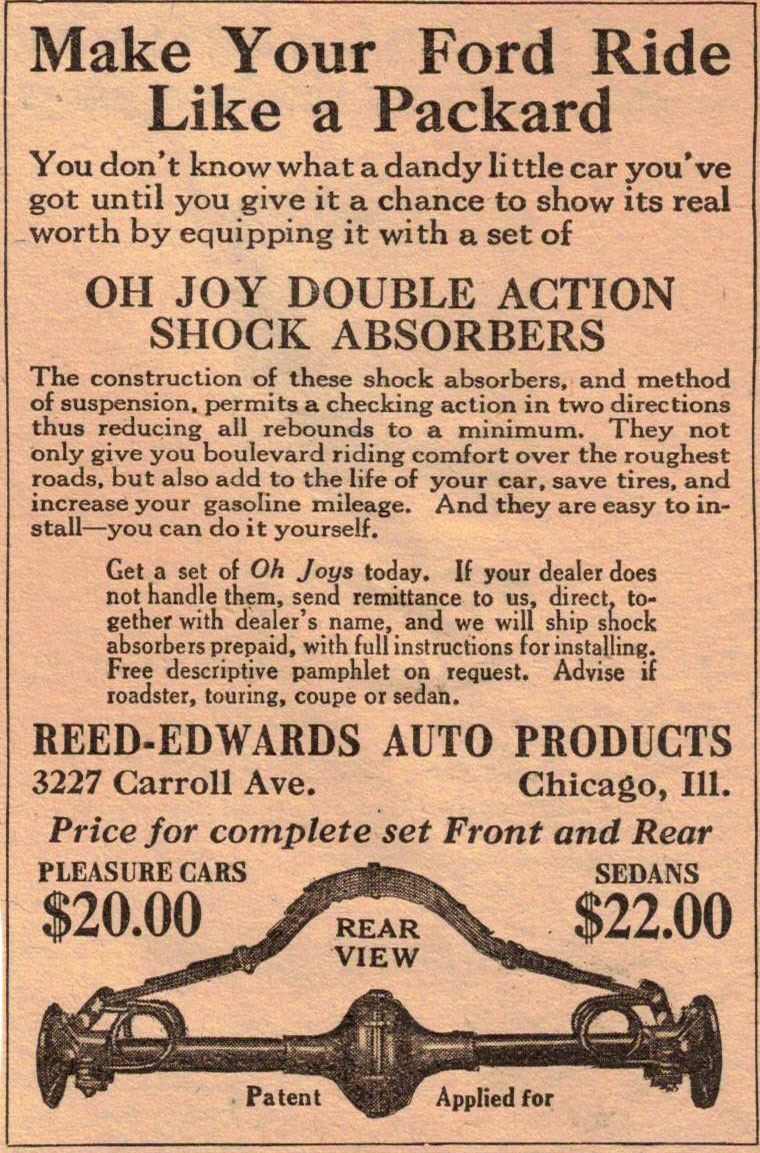 Make Your Ford Ride
Like a Packard
You don't know what a dandy little car you've
got until you give it a chance to show its real
worth by equipping it with a set of
OH JOY DOUBLE ACTION
SHOCK ABSORBERS
The construction of these shock absorbers, and method
of suspension, permits a checking action in two directions
thus reducing all rebounds to a minimum. They not
only give you boulevard riding comfort over the roughest
roads, but also add to the life of your car, save tires, and
increase your gasoline mileage. And they are easy to in-
stall—you can do it yourself.
Get a set of Oh Joys today. If your dealer does
not handle them, send remittance to us, direct, to-
gether with dealer's name, and we will ship shock
absorbers prepaid, with full instructions for installing.
Free descriptive pamphlet on request. Advise if
roadster, touring, coupe or sedan.
REED-EDWARDS AUTO PRODUCTS
3227 Carroll Ave. Chicago, Ill.
Price for complete set Front and Rear
PLEASURE CARS SEDANS
$20.00 $22.00
REAR
VIEW
Patent Applied for